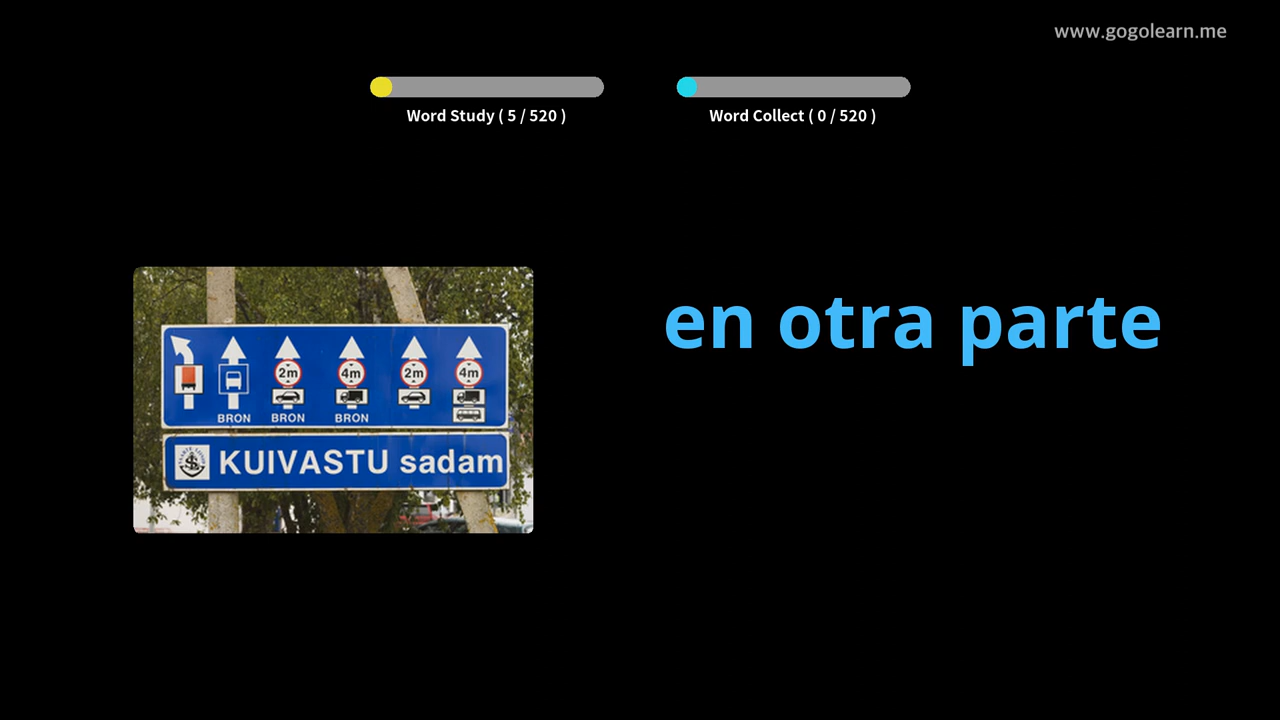 www.gogolearn.me
Word Study ( 5 / 520 )
Word Collect ( 0 / 520 )
en otra parte
2m 4m 2m 4m
BRON BRON BRON
KUIVASTU sadam